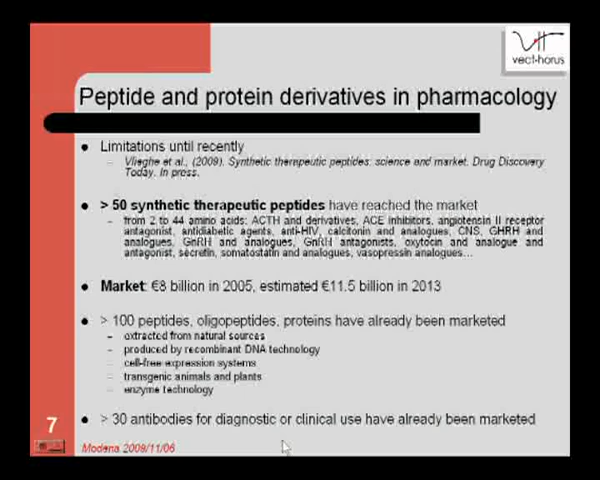 vect-horus
Peptide and protein derivatives in pharmacology
Limitations until recently
Vlieghe et al., (2009). Synthetic therapeutic peptides: science and market. Drug Discovery
Today. In press.
> 50 synthetic therapeutic peptides have reached the market
from 2 to 44 amino acids: ACTH and derivatives, ACE inhibitors, angiotensin II receptor
antagonist, antidiabetic agents, anti-HIV, calcitonin and analogues, CNS, GHRH and
analogues, GnRH and analogues, GnRH antagonists, oxytocin and analogue and
antagonist, secretin, somatostatin and analogues, vasopressin analogues...
Market: €8 billion in 2005, estimated €11.5 billion in 2013
> 100 peptides, oligopeptides, proteins have already been marketed
extracted from natural sources
produced by recombinant DNA technology
cell-free expression systems
transgenic animals and plants
enzyme technology
> 30 antibodies for diagnostic or clinical use have already been marketed
7
Modena 2009/11/06